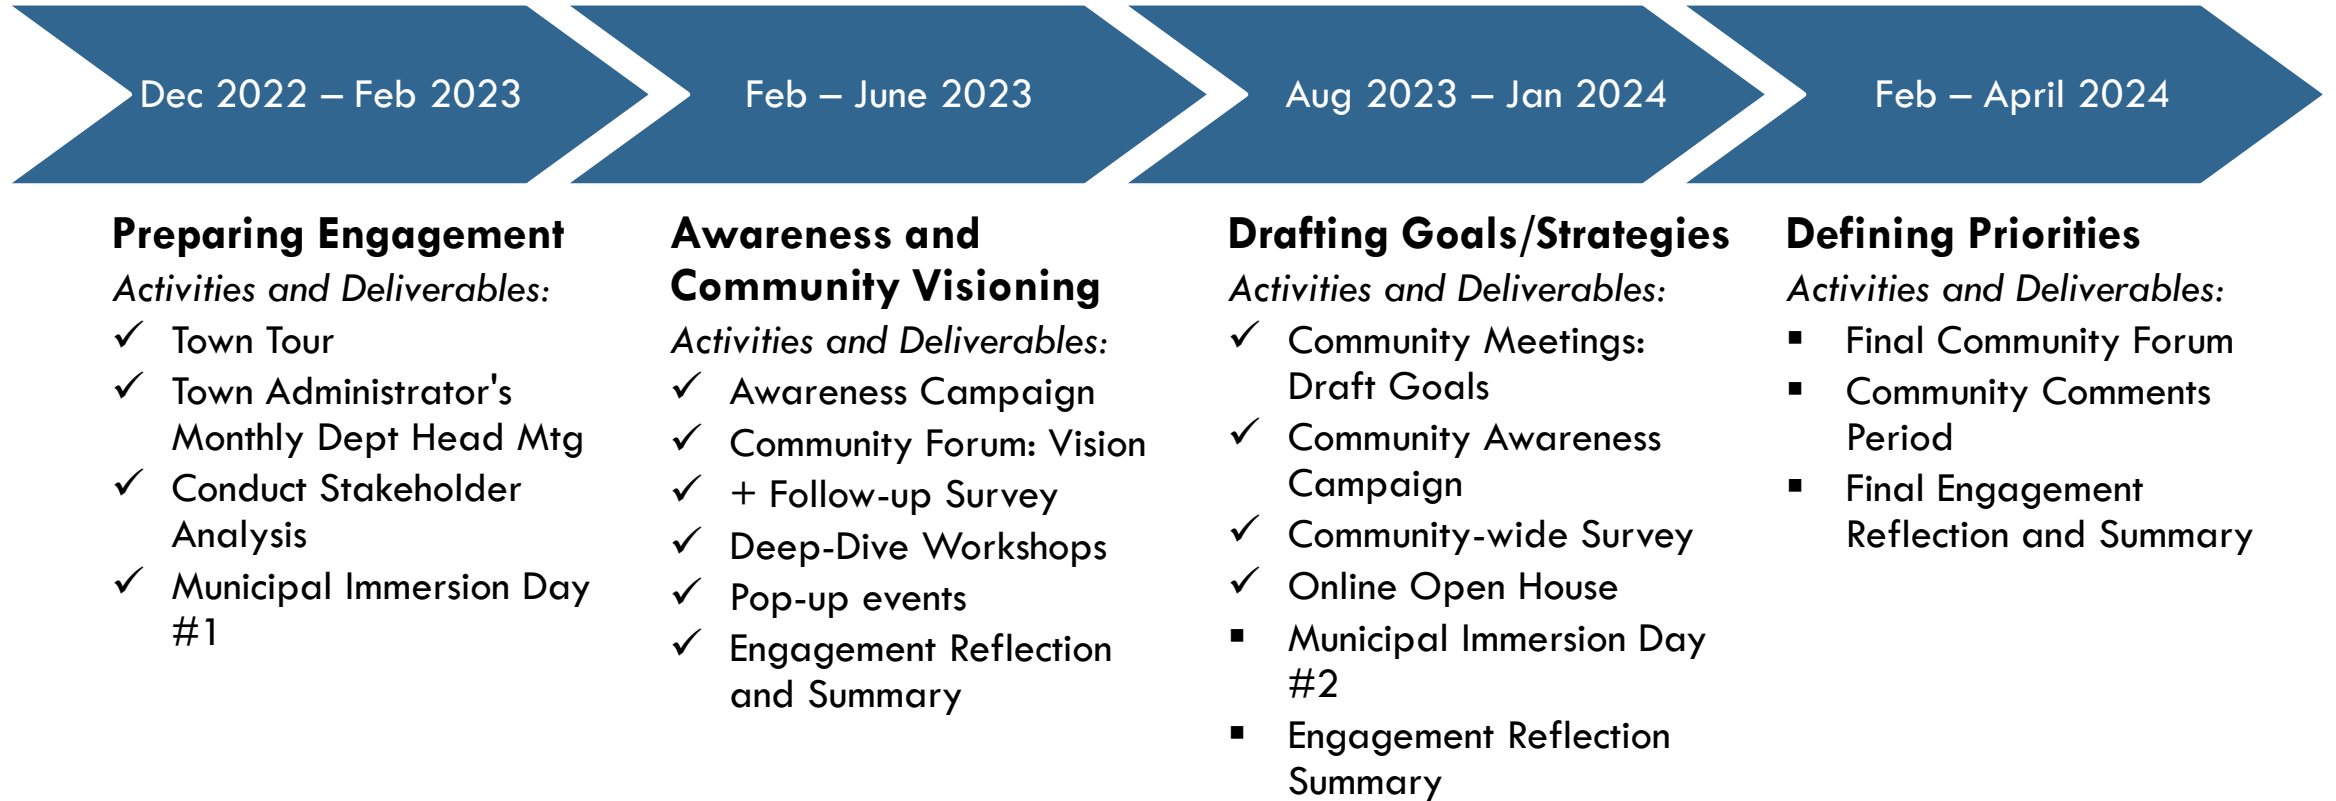 Dec 2022 – Feb 2023
Feb – June 2023
Aug 2023 – Jan 2024
Feb – April 2024
Preparing Engagement
Activities and Deliverables:
✓ Town Tour
✓ Town Administrator's
Monthly Dept Head Mtg
✓ Conduct Stakeholder
Analysis
✓ Municipal Immersion Day
#1
Awareness and
Community Visioning
Activities and Deliverables:
✓ Awareness Campaign
✓ Community Forum: Vision
✓ + Follow-up Survey
✓ Deep-Dive Workshops
✓ Pop-up events
✓ Engagement Reflection
and Summary
Drafting Goals/Strategies
Activities and Deliverables:
✓ Community Meetings:
Draft Goals
✓ Community Awareness
Campaign
✓ Community-wide Survey
✓ Online Open House
▪ Municipal Immersion Day
#2
▪ Engagement Reflection
Summary
Defining Priorities
Activities and Deliverables:
▪ Final Community Forum
▪ Community Comments
Period
▪ Final Engagement
Reflection and Summary